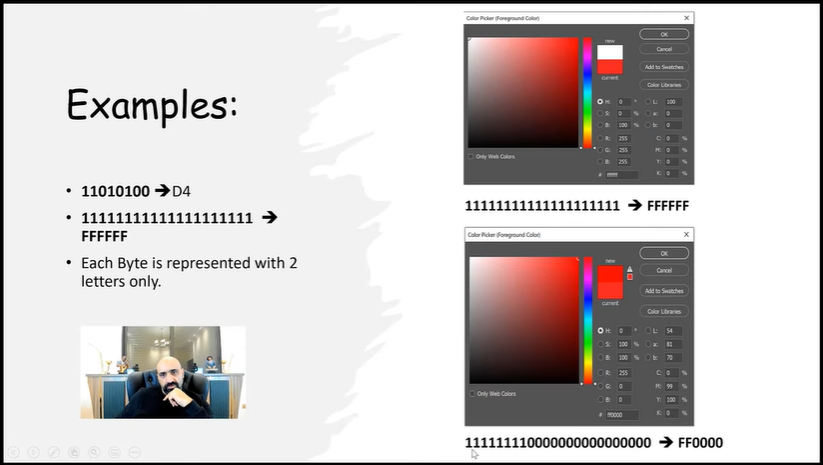 Examples:
• 11010100 ➔D4
• 11111111111111111111 ➔
FFFFFF
• Each Byte is represented with 2
letters only.
Color Picker (Foreground Color)
new
current
OK
Cancel
Add to Swatches
Color Libraries
H: 0 ° L: 100
S: 0 % a: 0
B: 100 % b: 0
R: 255 C: 0 %
G: 255 M: 0 %
B: 255 Y: 0 %
# ffffff K: 0 %
Only Web Colors
11111111111111111111 ➔ FFFFFF
Color Picker (Foreground Color)
new
current
OK
Cancel
Add to Swatches
Color Libraries
H: 0 ° L: 54
S: 100 % a: 81
B: 100 % b: 70
R: 255 C: 0 %
G: 0 M: 99 %
B: 0 Y: 100 %
# ff0000 K: 0 %
Only Web Colors
111111110000000000000000 ➔ FF0000